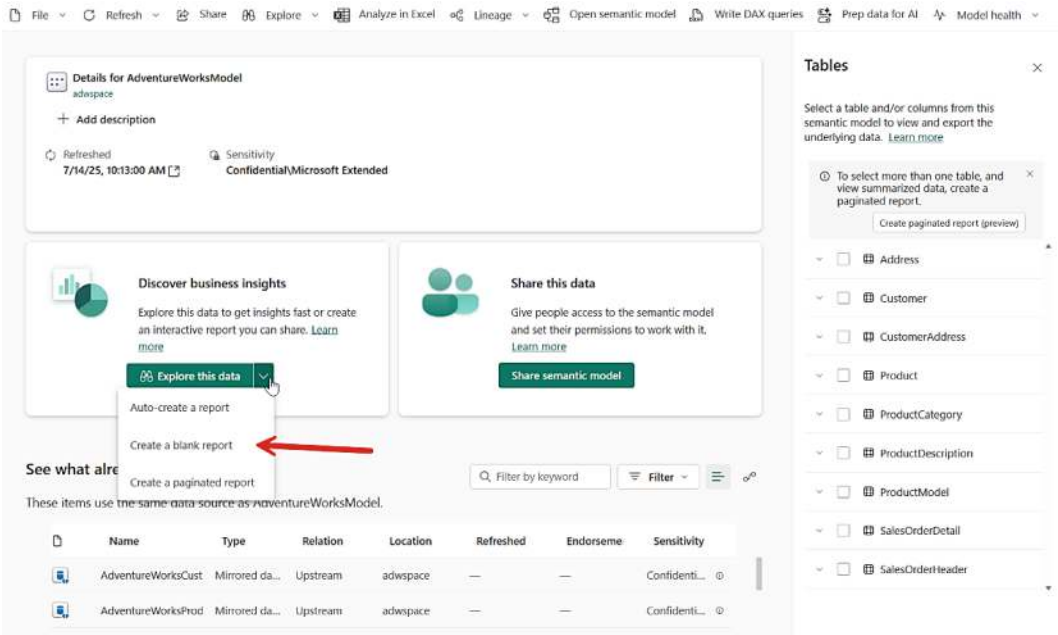 File Refresh Share Explore Analyze in Excel Lineage Open semantic model Write DAX queries Prep data for AI Model health
Details for AdventureWorksModel
adwspace
Add description
Refreshed
7/14/25, 10:13:00 AM
Sensitivity
Confidential\Microsoft Extended
Discover business insights
Explore this data to get insights fast or create
an interactive report you can share. Learn
more
Explore this data
Auto-create a report
Create a blank report
Create a paginated report
Share this data
Give people access to the semantic model
and set their permissions to work with it.
Learn more
Share semantic model
See what alre
Filter by keyword
Filter
These items use the same data source as AdventureWorksModel.
Name Type Relation Location Refreshed Endorseme Sensitivity
AdventureWorksCust Mirrored da... Upstream adwspace — — Confidenti...
AdventureWorksProd Mirrored da... Upstream adwspace — — Confidenti...
Tables
Select a table and/or columns from this
semantic model to view and export the
underlying data. Learn more
To select more than one table, and
view summarized data, create a
paginated report.
Create paginated report (preview)
Address
Customer
CustomerAddress
Product
ProductCategory
ProductDescription
ProductModel
SalesOrderDetail
SalesOrderHeader